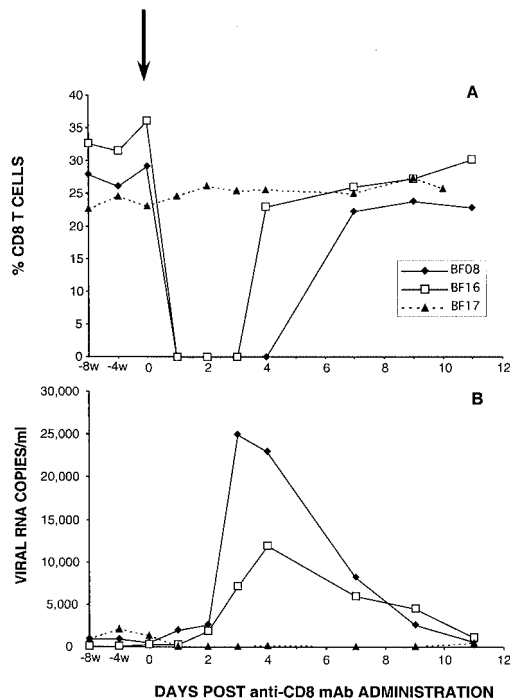 A
40
35
30
25
20
15
10
5
0
% CD8 T CELLS
BF08
BF16
BF17
-8w -4w 0 2 4 6 8 10 12
B
30,000
25,000
20,000
15,000
10,000
5,000
0
VIRAL RNA COPIES/ml
-8w -4w 0 2 4 6 8 10 12
DAYS POST anti-CD8 mAb ADMINISTRATION